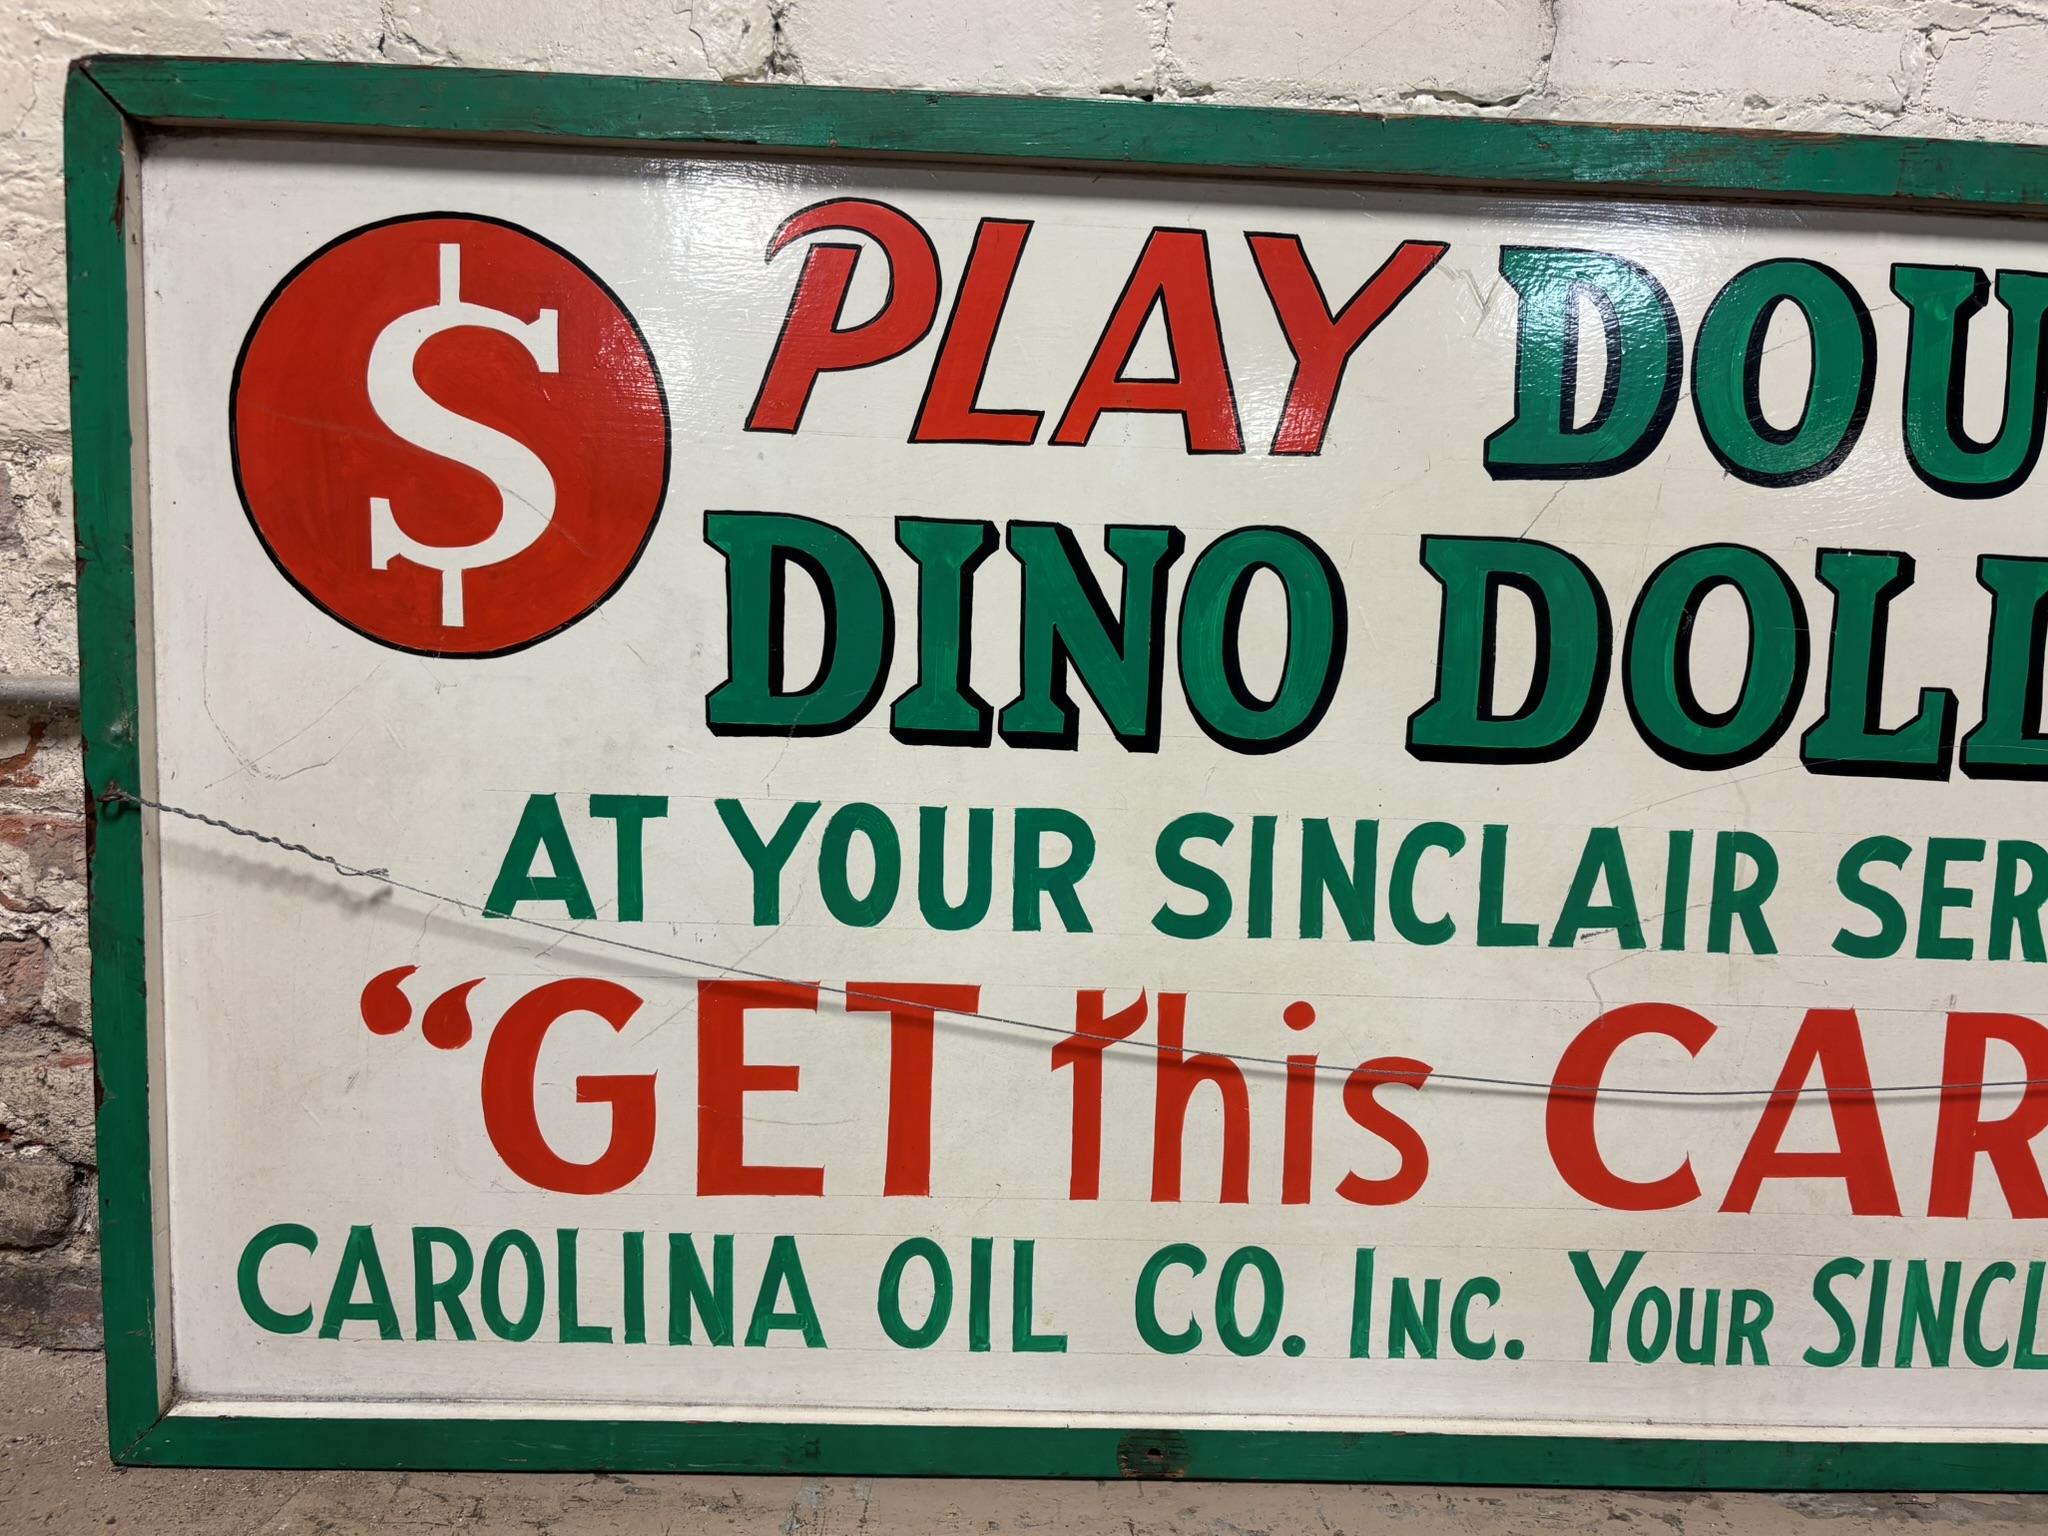 $ PLAY DOU
DINO DOLL
AT YOUR SINCLAIR SER
“GET this CAR
CAROLINA OIL CO. INC. YOUR SINCL